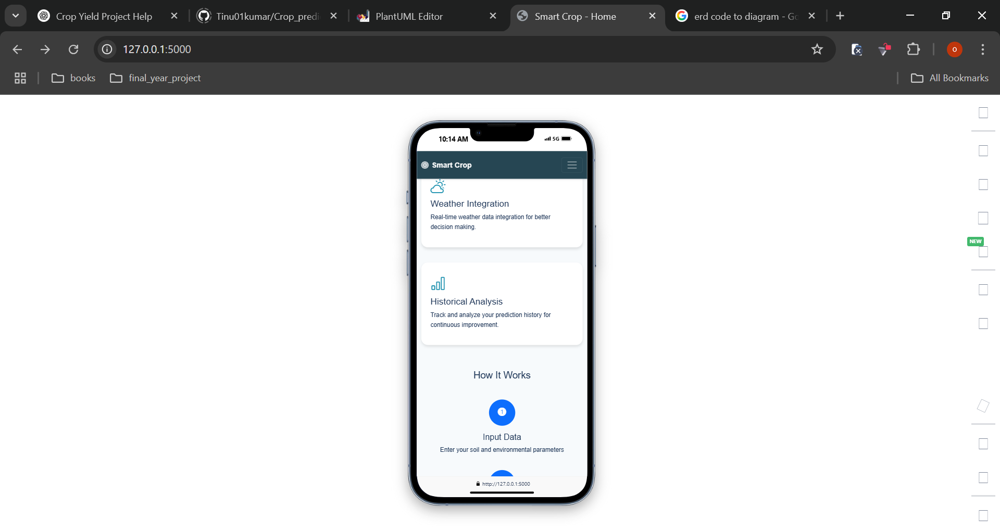 Crop Yield Project Help
Tinu01kumar/Crop_predi
PlantUML Editor
Smart Crop - Home
erd code to diagram - Go
127.0.0.1:5000
o
books
final_year_project
All Bookmarks
10:14 AM
5G
Smart Crop
Weather Integration
Real-time weather data integration for better
decision making.
NEW
Historical Analysis
Track and analyze your prediction history for
continuous improvement.
How It Works
1
Input Data
Enter your soil and environmental parameters
http://127.0.0.1:5000